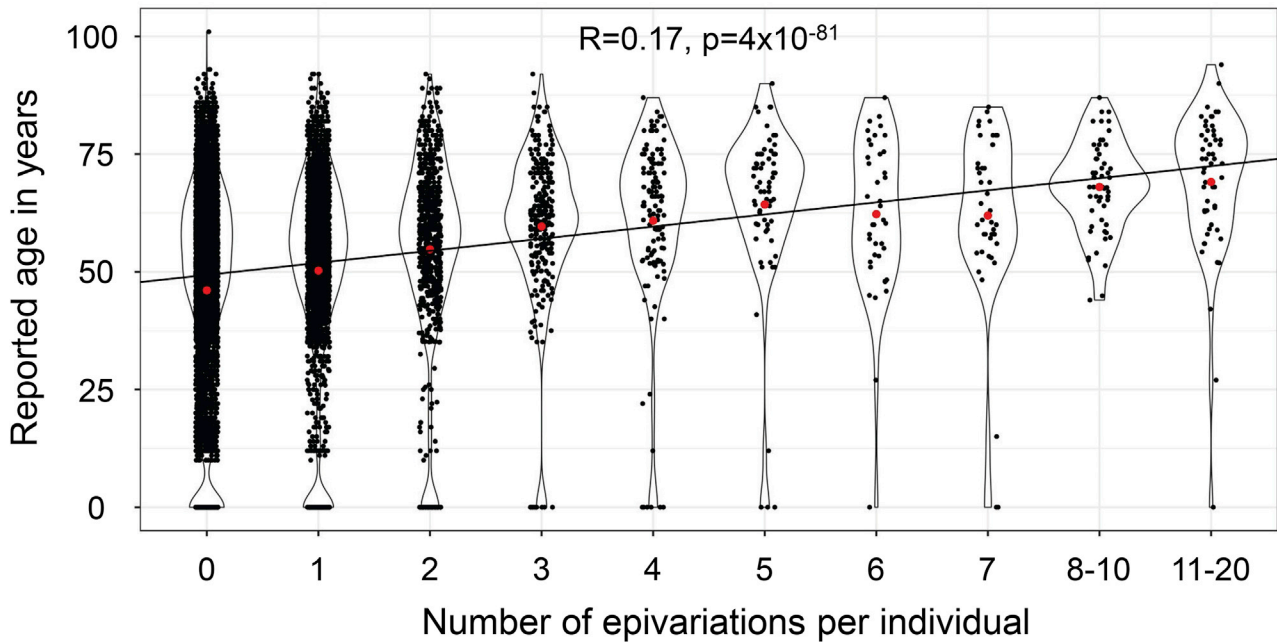 R=0.17, p=4x10⁻⁸¹
Reported age in years
100
75
50
25
0
0 1 2 3 4 5 6 7 8-10 11-20
Number of epivariations per individual